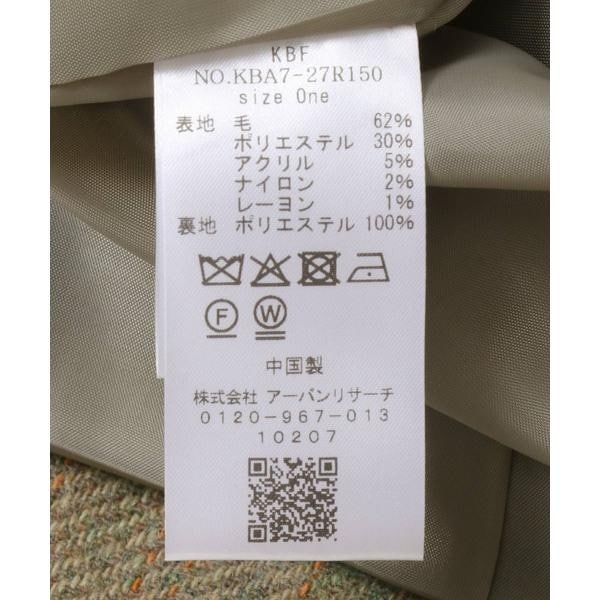 KBF
NO.KBA7-27R150
size One
表地 毛 62%
ポリエステル 30%
アクリル 5%
ナイロン 2%
レーヨン 1%
裏地 ポリエステル 100%
F W
中国製
株式会社 アーバンリサーチ
0120-967-013
10207